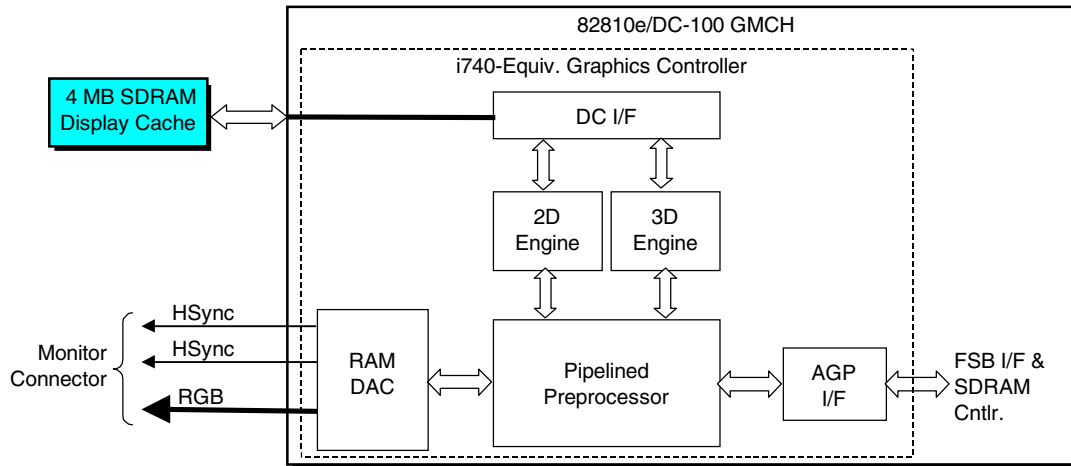 82810e/DC-100 GMCH
i740-Equiv. Graphics Controller
4 MB SDRAM
Display Cache
DC I/F
2D
Engine
3D
Engine
HSync
HSync
RGB
Monitor
Connector
RAM
DAC
Pipelined
Preprocessor
AGP
I/F
FSB I/F &
SDRAM
Cntlr.